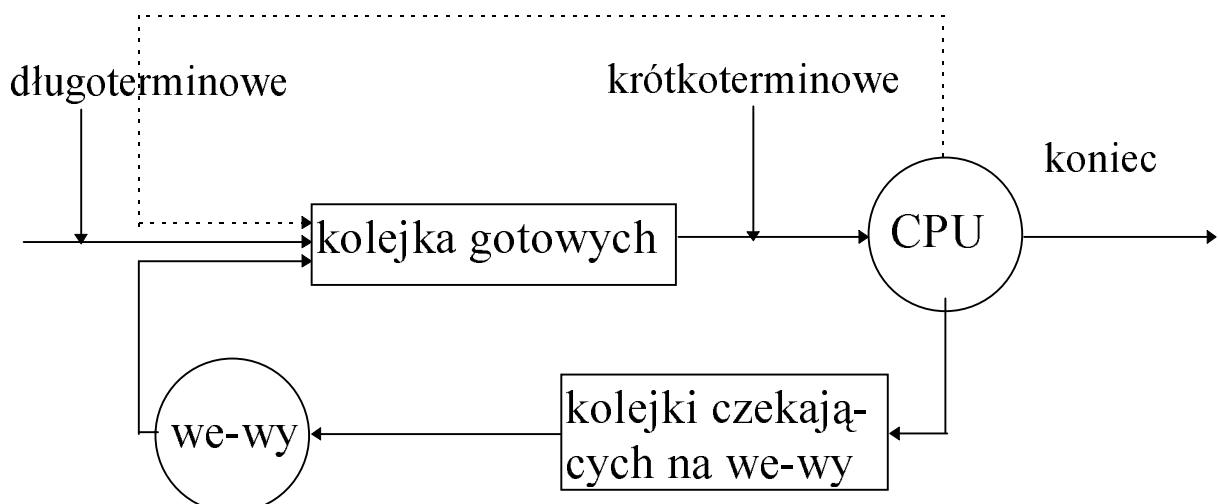 długoterminowe
krótkoterminowe
koniec
kolejka gotowych
CPU
we-wy
kolejki czekają-
cych na we-wy